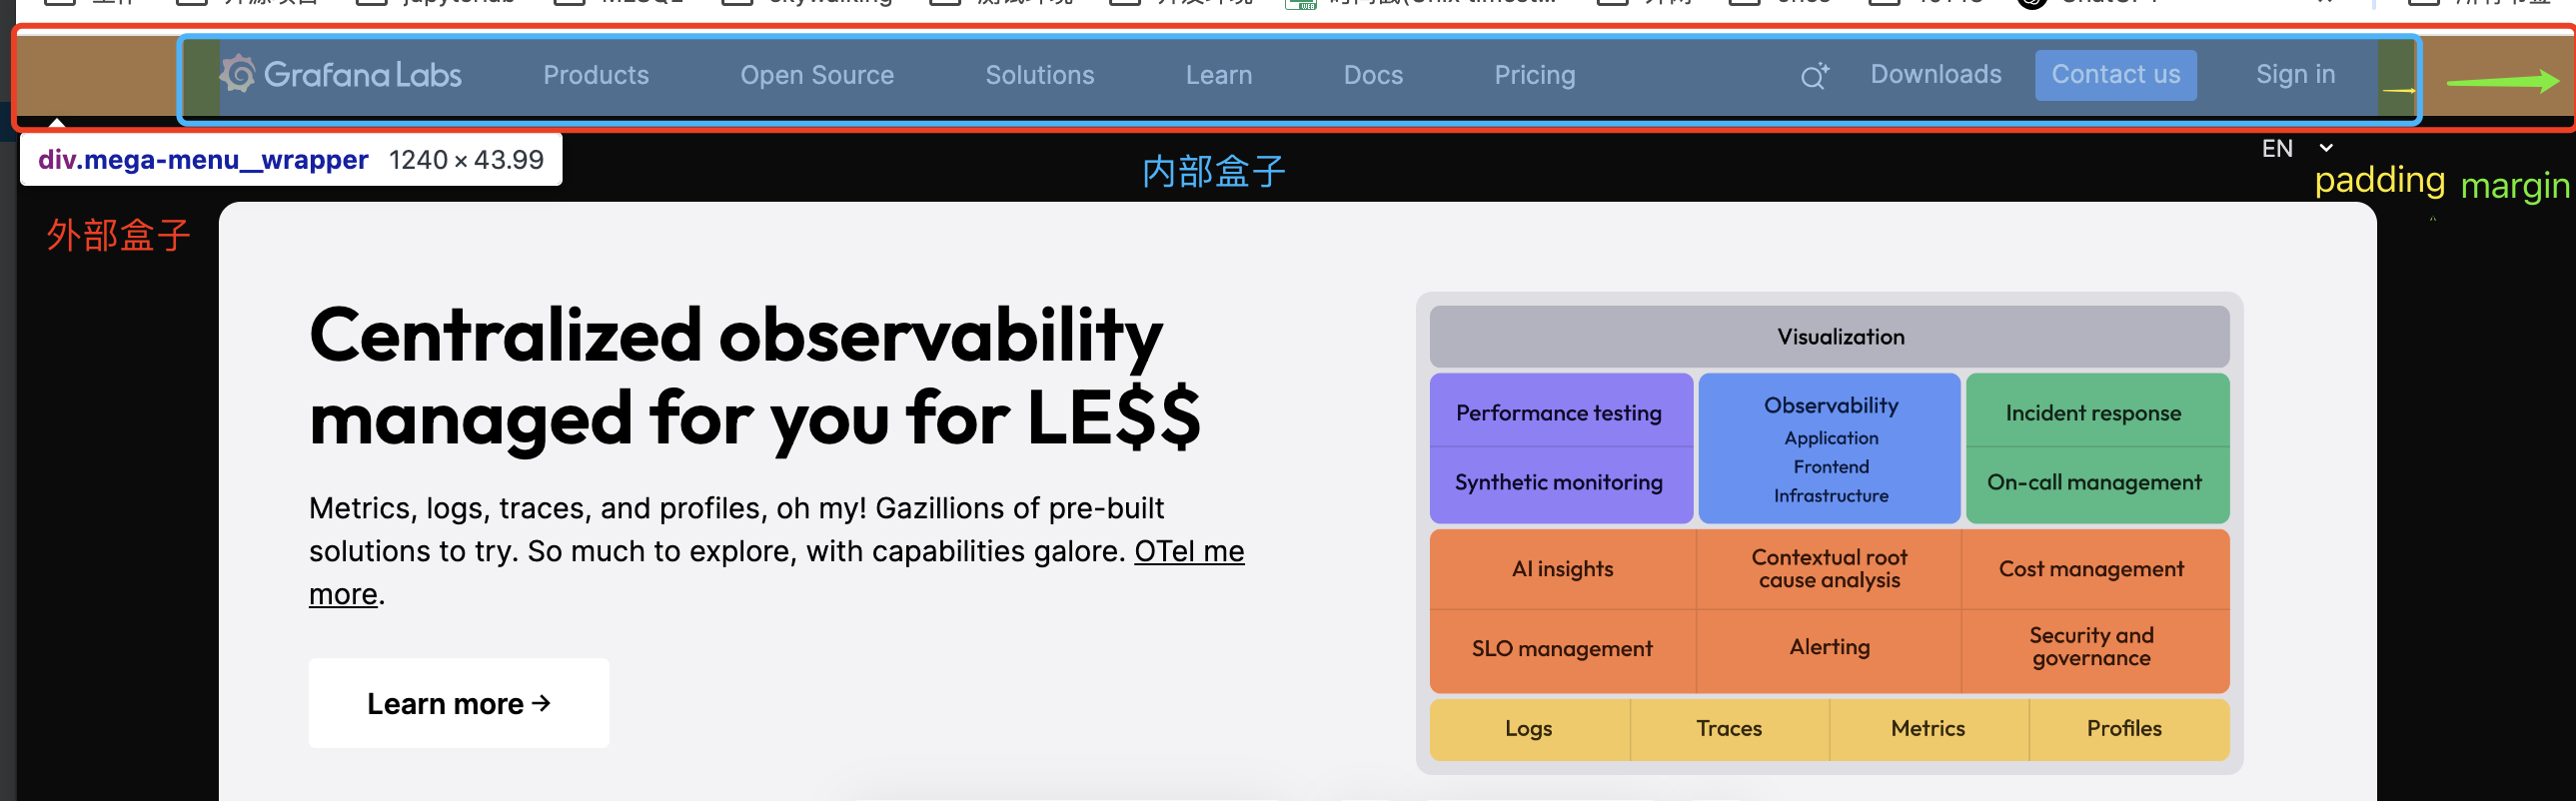 Grafana Labs Products Open Source Solutions Learn Docs Pricing Downloads Contact us Sign in
div.mega-menu__wrapper 1240 × 43.99
内部盒子
EN
padding margin
外部盒子
Centralized observability
managed for you for LE$$
Metrics, logs, traces, and profiles, oh my! Gazillions of pre-built
solutions to try. So much to explore, with capabilities galore. OTel me
more.
Learn more →
Visualization
Performance testing
Synthetic monitoring
Observability
Application
Frontend
Infrastructure
Incident response
On-call management
AI insights
Contextual root
cause analysis
Cost management
SLO management
Alerting
Security and
governance
Logs Traces Metrics Profiles